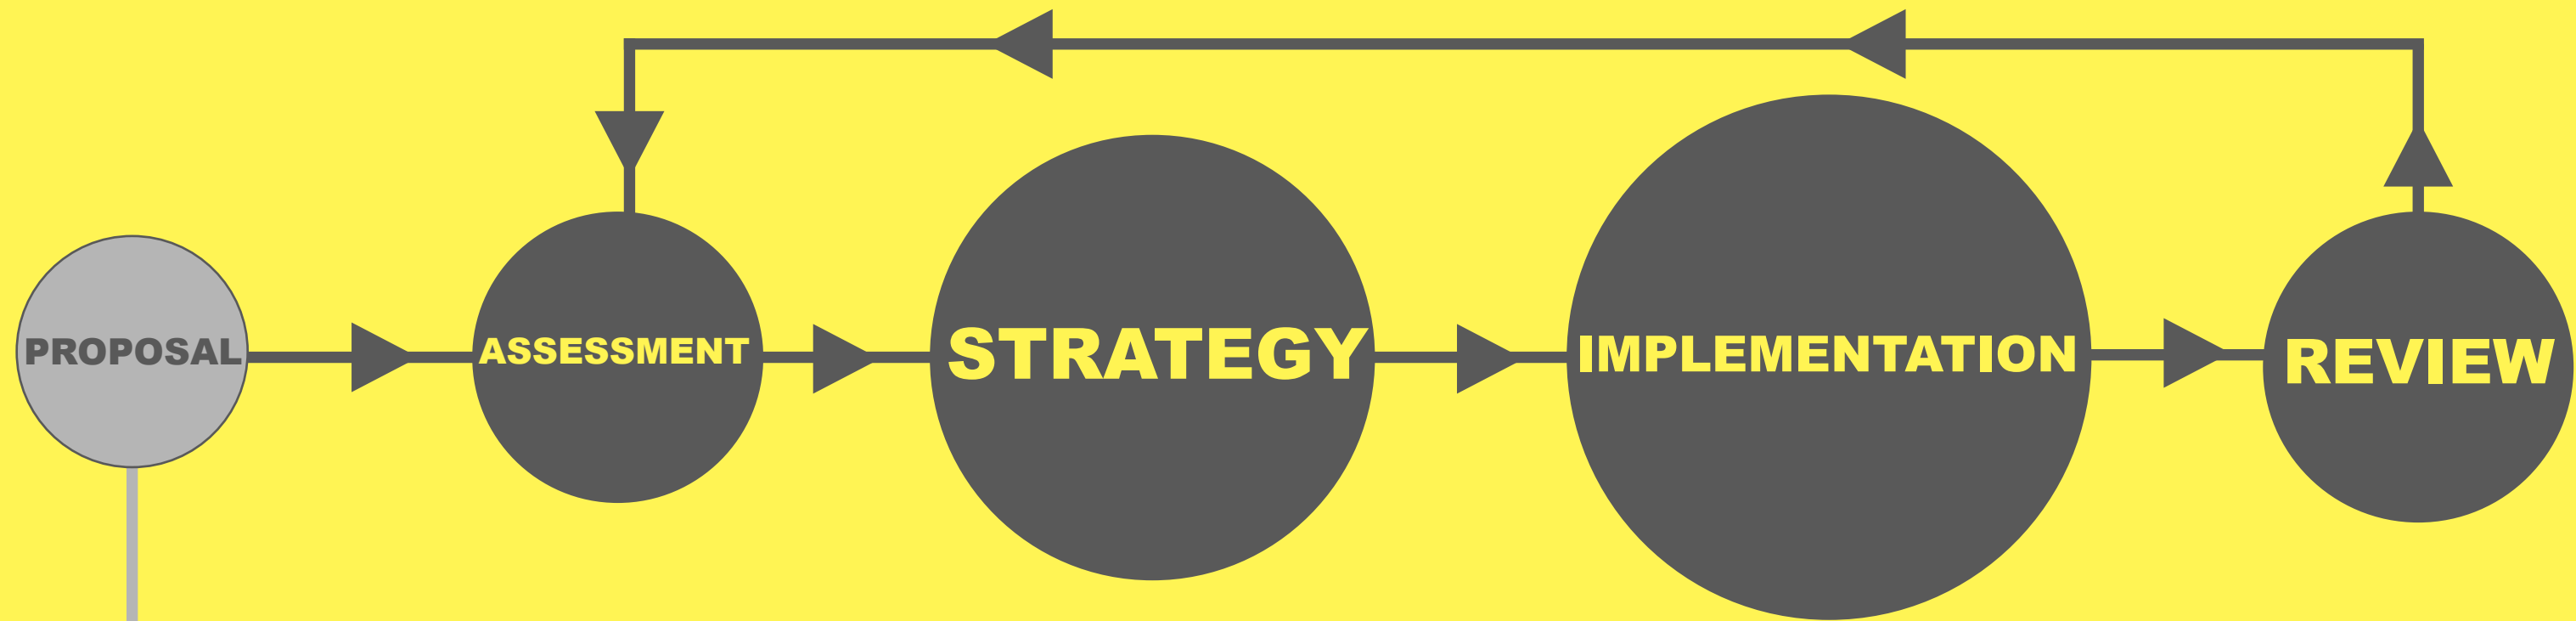 PROPOSAL
ASSESSMENT
STRATEGY
IMPLEMENTATION
REVIEW